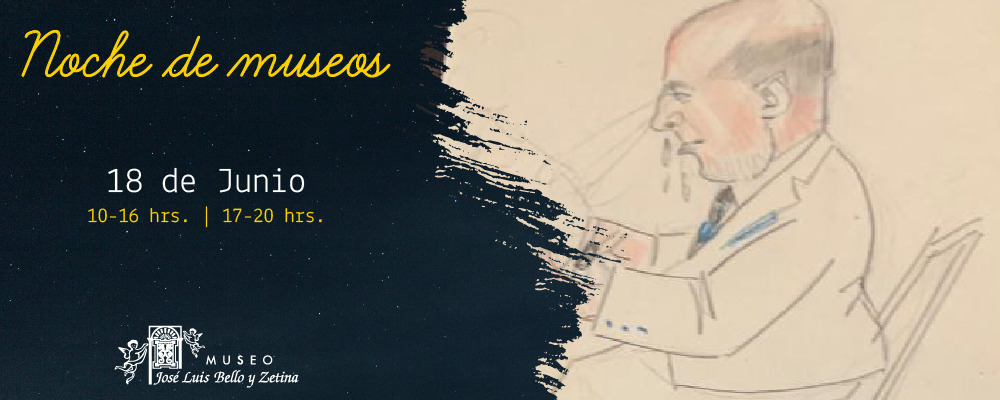 Noche de museos
18 de Junio
10-16 hrs. | 17-20 hrs.
MUSEO
José Luis Bello y Zetina